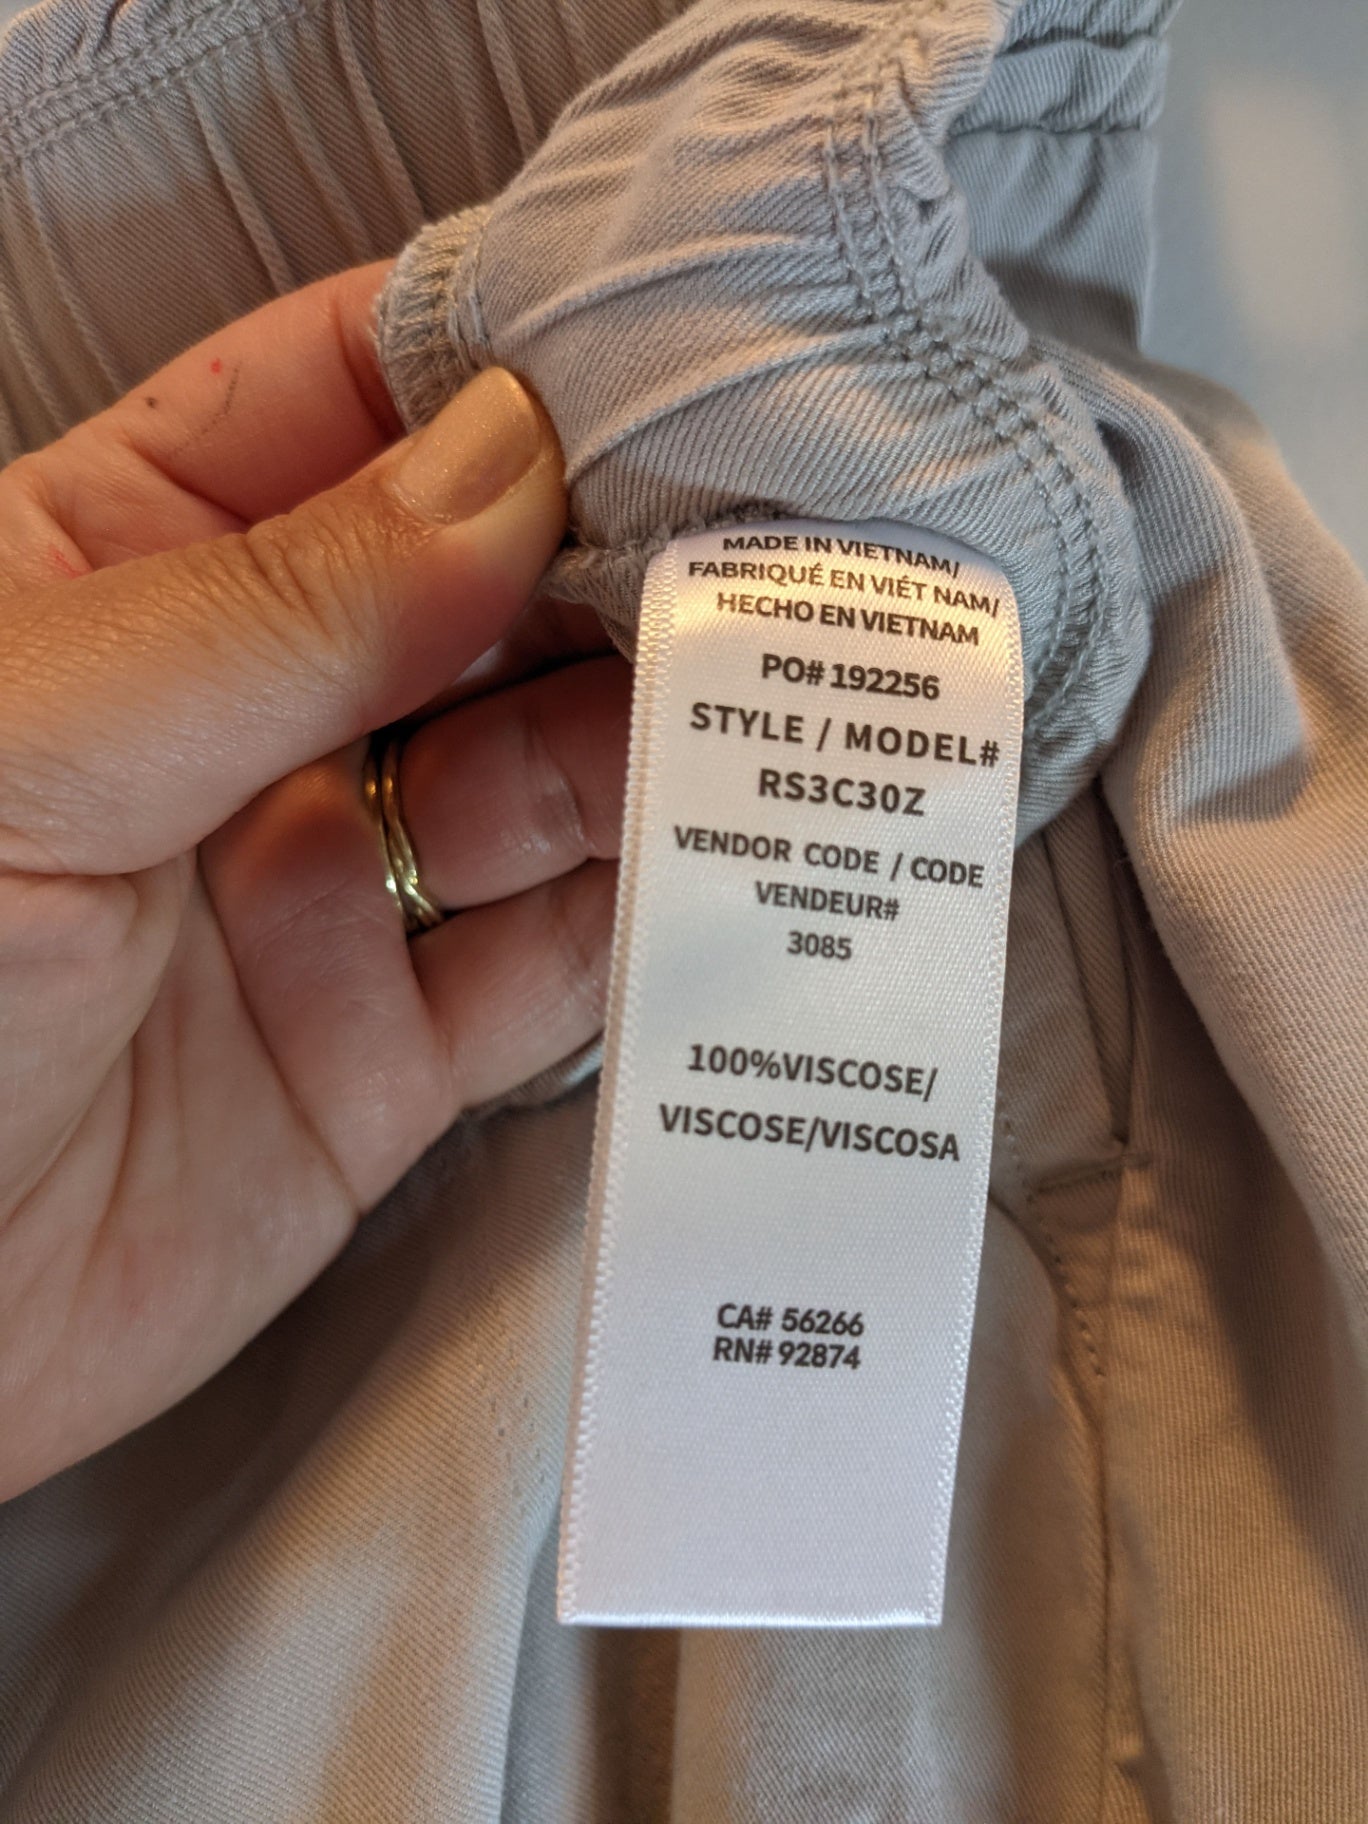 MADE IN VIETNAM/
FABRIQUÉ EN VIÉT NAM/
HECHO EN VIETNAM
PO# 192256
STYLE / MODEL#
RS3C30Z
VENDOR CODE / CODE
VENDEUR#
3085
100%VISCOSE/
VISCOSE/VISCOSA
CA# 56266
RN# 92874